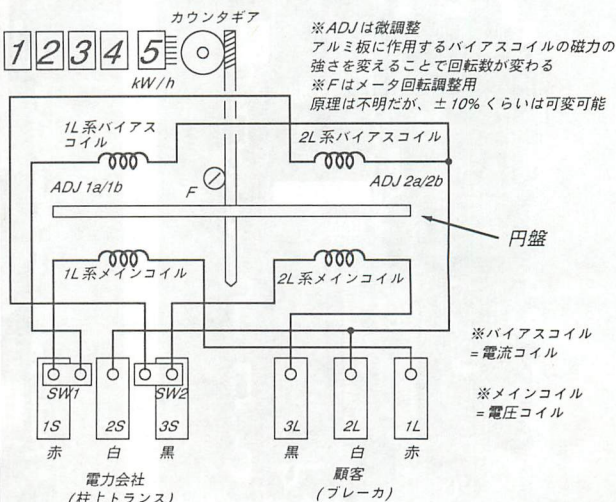 カウンタギア
1 2 3 4 5
kW/h
※ADJは微調整
アルミ板に作用するバイアスコイルの磁力の
強さを変えることで回転数が変わる
※Fはメータ回転調整用
原理は不明だが、±10%くらいは可変可能
1L系バイアス
コイル
2L系バイアスコイル
ADJ 1a/1b
F
ADJ 2a/2b
円盤
1L系メインコイル
2L系メインコイル
※バイアスコイル
=電流コイル
※メインコイル
=電圧コイル
SW1
SW2
1S
2S
3S
3L
2L
1L
赤
白
黒
黒
白
赤
電力会社
(柱上トランス)
顧客
(ブレーカ)